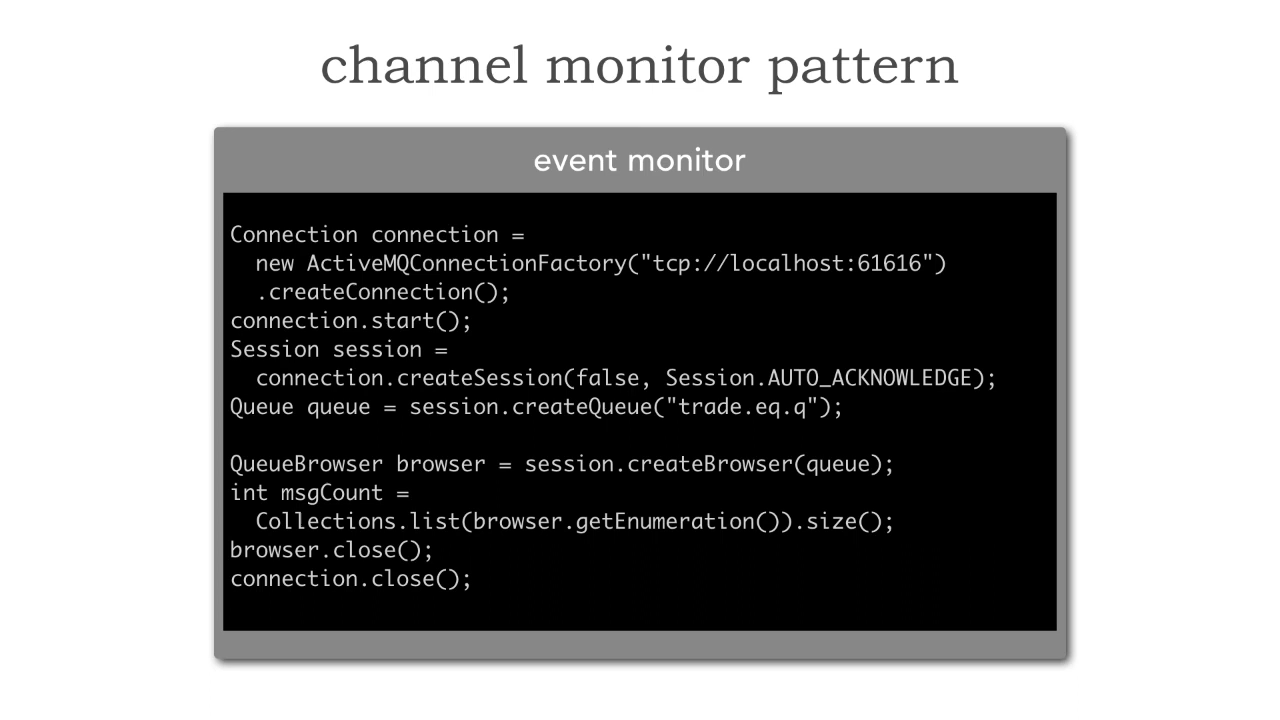 channel monitor pattern
event monitor
Connection connection =
new ActiveMQConnectionFactory("tcp://localhost:61616")
.createConnection();
connection.start();
Session session =
connection.createSession(false, Session.AUTO_ACKNOWLEDGE);
Queue queue = session.createQueue("trade.eq.q");
QueueBrowser browser = session.createBrowser(queue);
int msgCount =
Collections.list(browser.getEnumeration()).size();
browser.close();
connection.close();